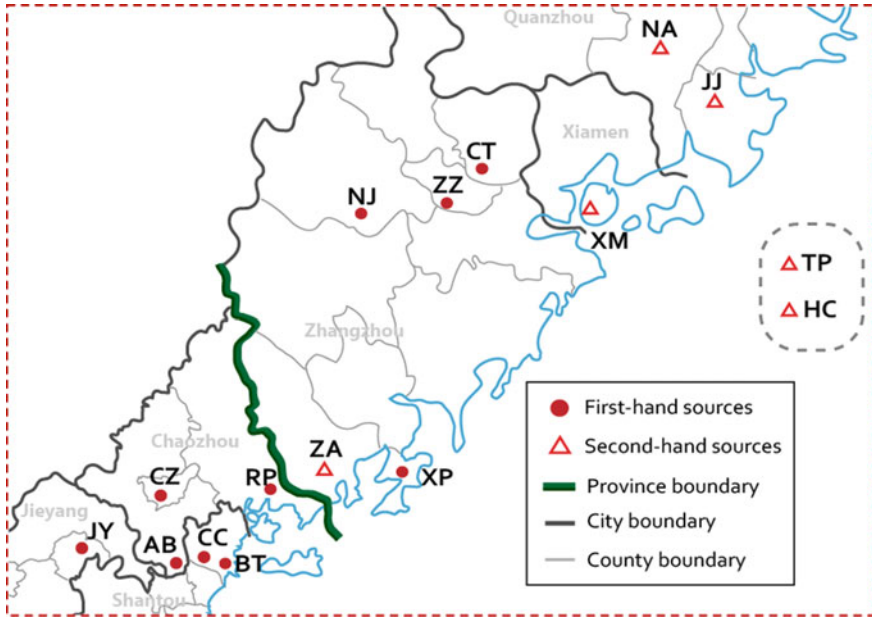 Quanzhou
NA
JJ
Xiamen
CT
ZZ
NJ
XM
TP
HC
Zhangzhou
First-hand sources
Second-hand sources
Province boundary
City boundary
County boundary
Chaozhou
ZA
XP
CZ
RP
Jieyang
JY
AB
CC
BT
Shantou